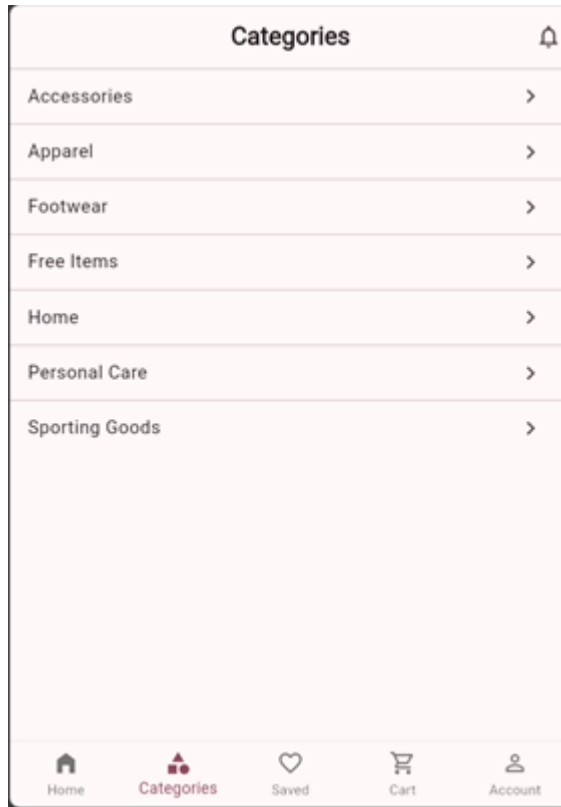 Categories
Accessories
Apparel
Footwear
Free Items
Home
Personal Care
Sporting Goods
Home
Categories
Saved
Cart
Account